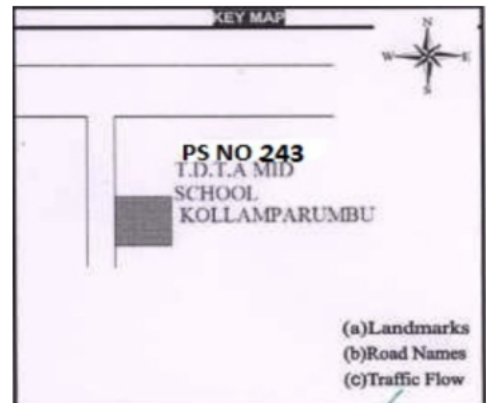 KEY MAP
N
W E
S
PS NO 243
T.D.T.A MID
SCHOOL
KOLLAMPARUMBU
(a)Landmarks
(b)Road Names
(c)Traffic Flow